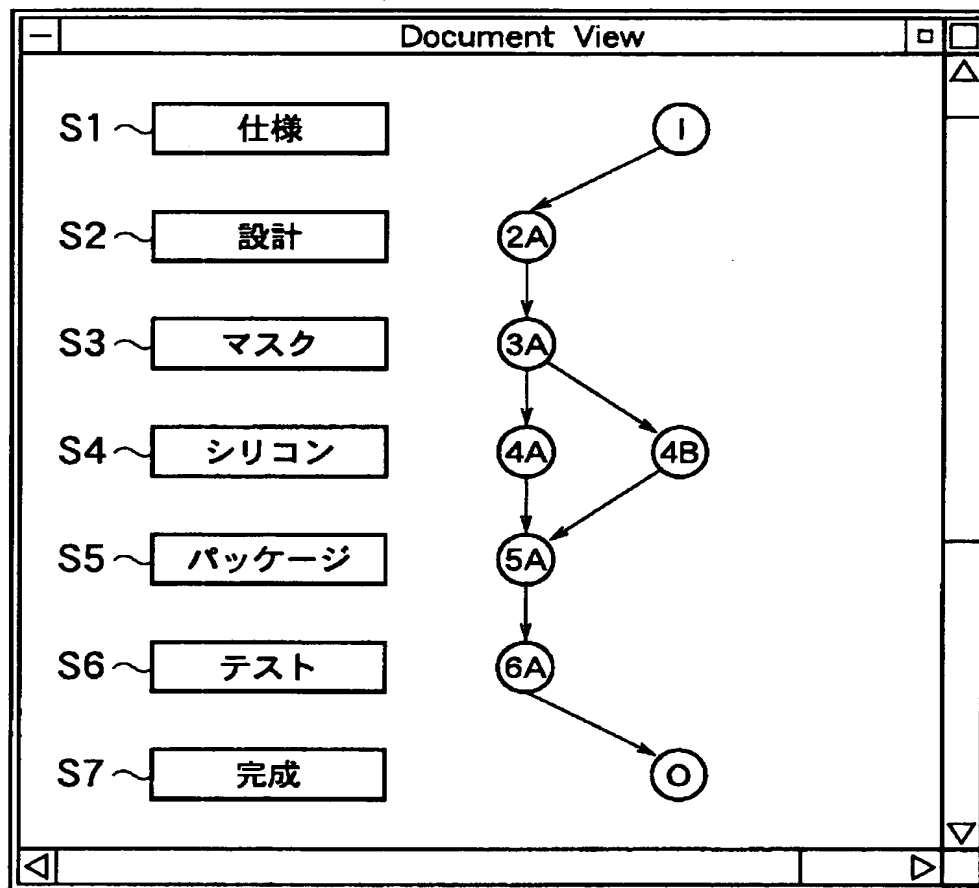 Document View
S1 仕様 I
S2 設計 2A
S3 マスク 3A
S4 シリコン 4A 4B
S5 パッケージ 5A
S6 テスト 6A
S7 完成 O